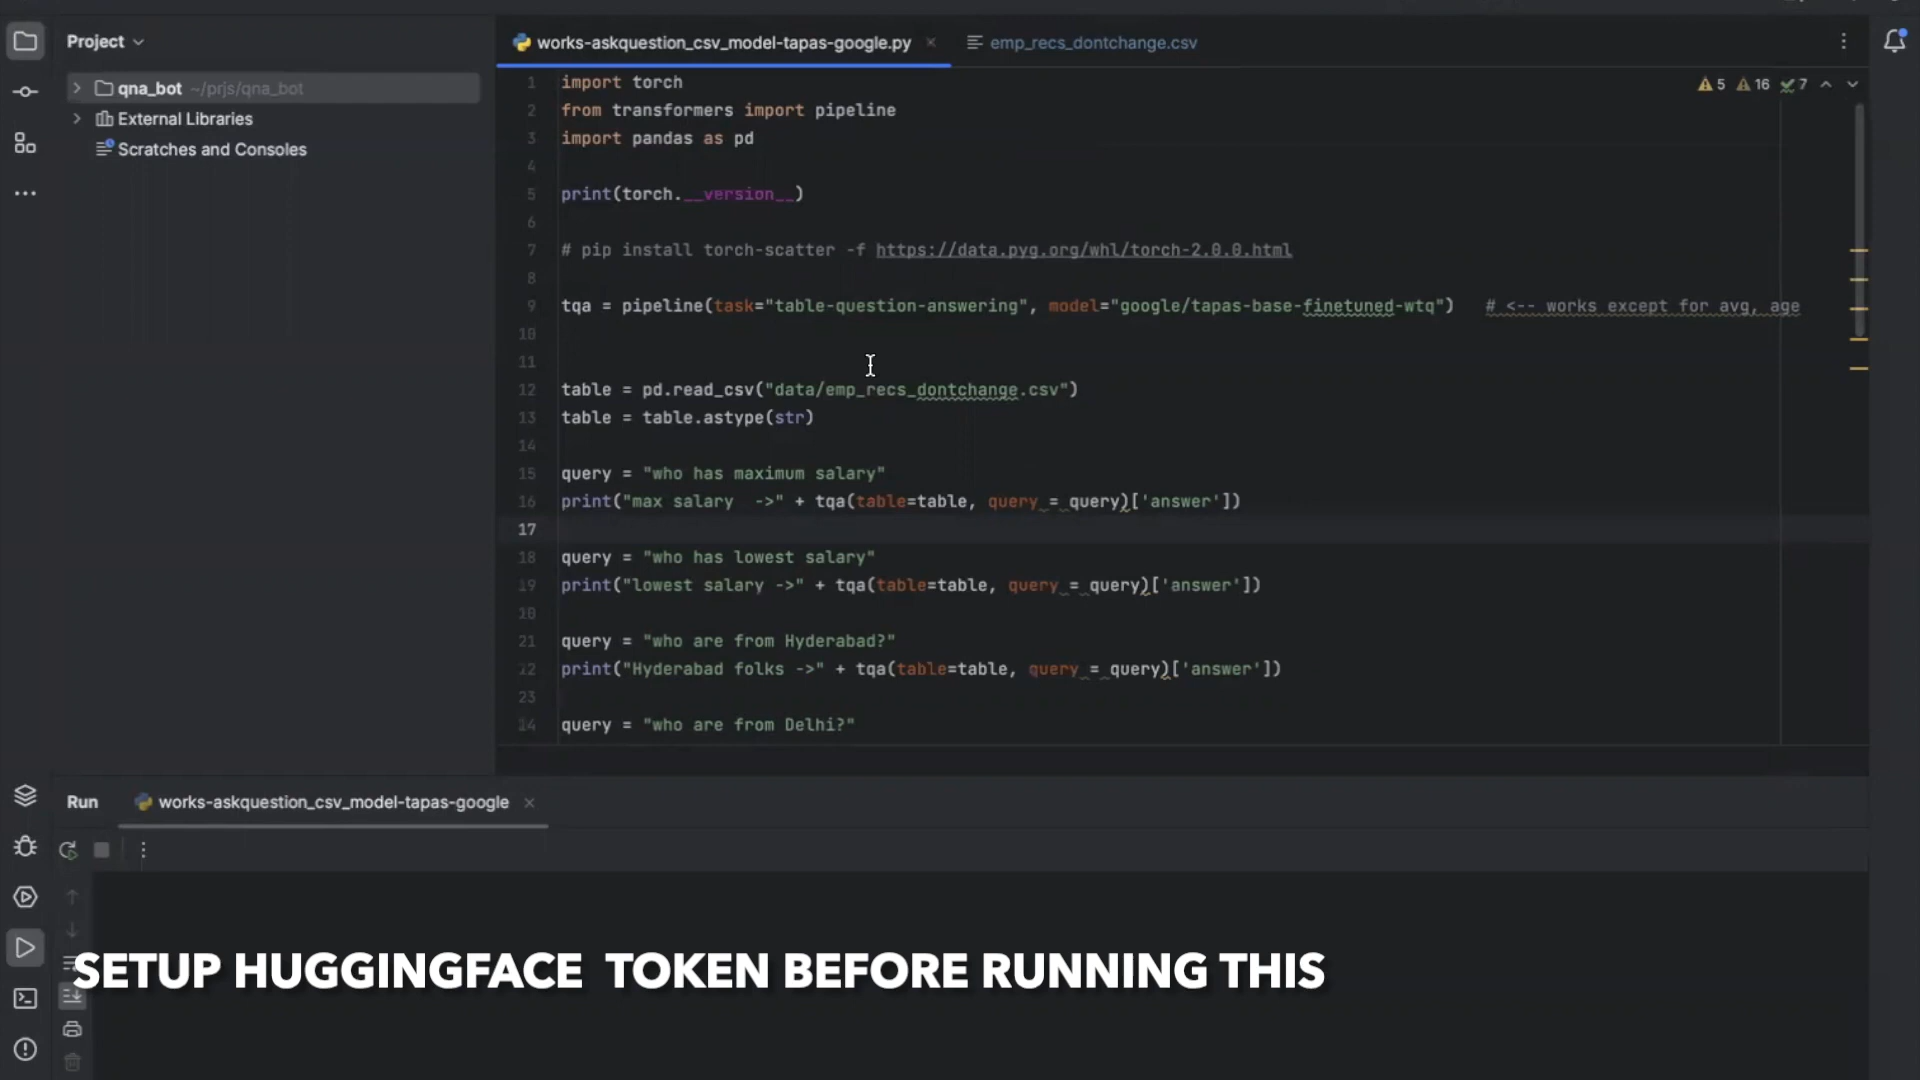 Project
qna_bot ~/prjs/qna_bot
External Libraries
Scratches and Consoles
works-askquestion_csv_model-tapas-google.py
emp_recs_dontchange.csv
5 16 7
1 import torch
2 from transformers import pipeline
3 import pandas as pd
4
5 print(torch.__version__)
6
7 # pip install torch-scatter -f https://data.pyg.org/whl/torch-2.0.0.html
8
9 tqa = pipeline(task="table-question-answering", model="google/tapas-base-finetuned-wtq") # <-- works except for avg, age
10
11
12 table = pd.read_csv("data/emp_recs_dontchange.csv")
13 table = table.astype(str)
14
15 query = "who has maximum salary"
16 print("max salary ->" + tqa(table=table, query = query)['answer'])
17
18 query = "who has lowest salary"
19 print("lowest salary ->" + tqa(table=table, query = query)['answer'])
21 query = "who are from Hyderabad?"
print("Hyderabad folks ->" + tqa(table=table, query = query)['answer'])
23
query = "who are from Delhi?"
Run works-askquestion_csv_model-tapas-google
SETUP HUGGINGFACE TOKEN BEFORE RUNNING THIS